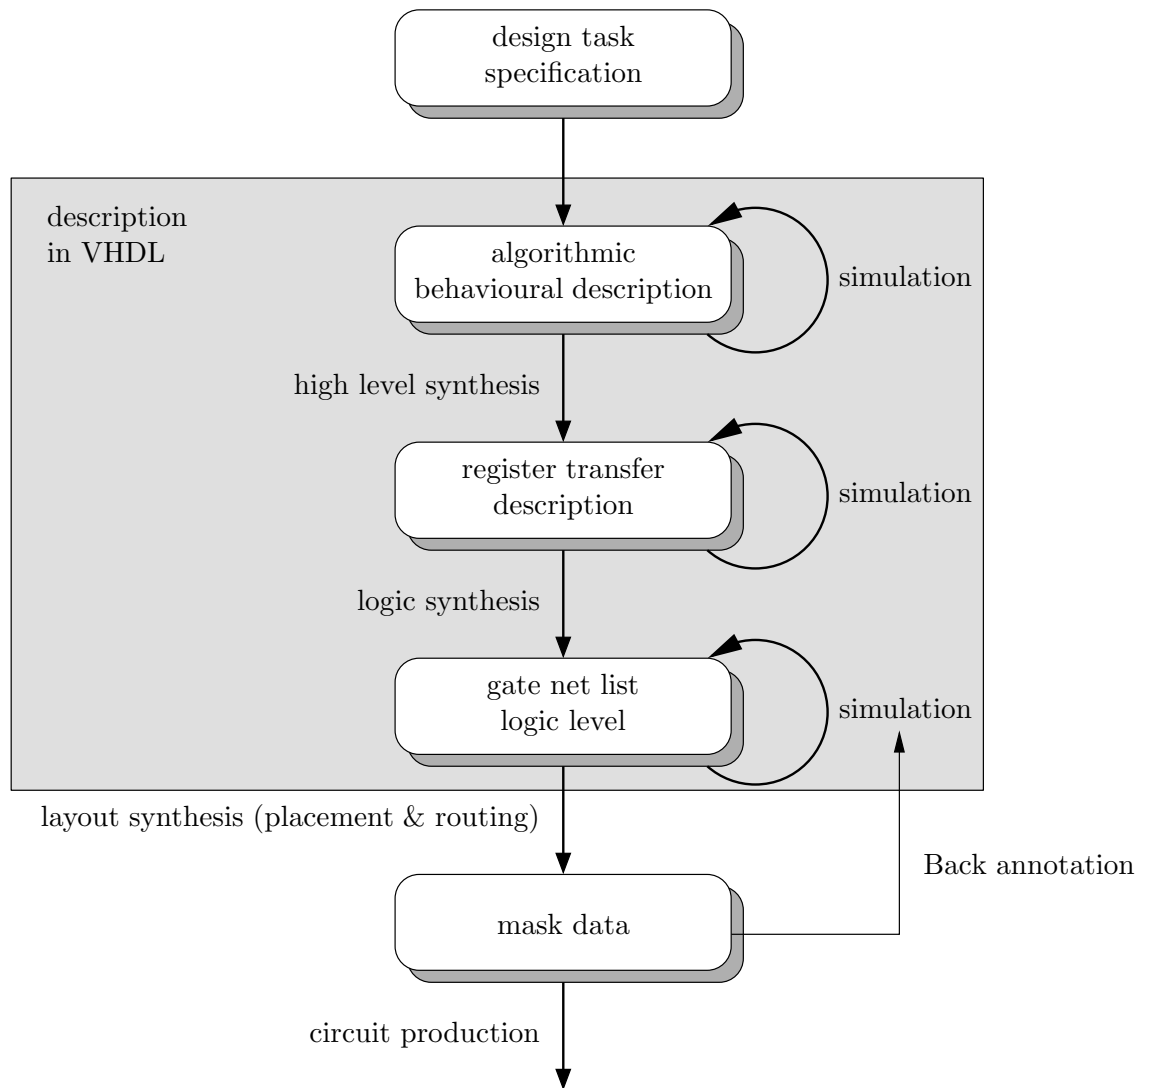 design task
specification
description
in VHDL
algorithmic
behavioural description
simulation
high level synthesis
register transfer
description
simulation
logic synthesis
gate net list
logic level
simulation
layout synthesis (placement & routing)
Back annotation
mask data
circuit production